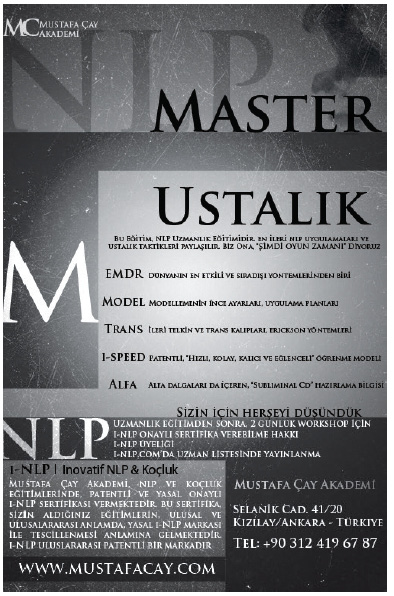 MC MUSTAFA ÇAY
AKADEMİ
NLP
MASTER
USTALIK
BU EĞİTİM, NLP UZMANLIK EĞİTİMİDİR. EN İLERİ NLP UYGULAMALARI VE
USTALIK TAKTİKLERİ PAYLAŞILIR. BİZ ONA, "ŞİMDİ OYUN ZAMANI" DİYORUZ
M
EMDR DÜNYANIN EN ETKİLİ VE SIRADIŞI YÖNTEMLERİNDEN BİRİ
MODEL MODELLEMENİN İNCE AYARLARI, UYGULAMA PLANLARI
TRANS İLERİ TELKİN VE TRANS KALIPLARI, ERICKSON YÖNTEMLERİ
I-SPEED PATENTLİ, "HIZLI, KOLAY, KALICI VE EĞLENCELİ" ÖĞRENME MODELİ
ALFA ALFA DALGALARI DA İÇEREN, "SUBLIMINAL CD" HAZIRLAMA BİLGİSİ
SİZİN İÇİN HERŞEYİ DÜŞÜNDÜK
NLP
UZMANLIK EĞİTİMDEN SONRA, 2 GÜNLÜK WORKSHOP İÇİN
I-NLP ONAYLI SERTİFİKA VEREBİLME HAKKI
I-NLP ÜYELİĞİ
I-NLP.COM'DA UZMAN LİSTESİNDE YAYINLANMA
I-NLP | Inovatif NLP & Koçluk
MUSTAFA ÇAY AKADEMİ, NLP VE KOÇLUK
EĞİTİMLERİNDE, PATENTLİ VE YASAL ONAYLI
I-NLP SERTİFİKASI VERMEKTEDİR. BU SERTİFİKA,
SİZİN ALDIĞINIZ EĞİTİMLERİN, ULUSAL VE
ULUSALARARASI ANLAMDA, YASAL I-NLP MARKASI
İLE TESCİLLENMESİ ANLAMINA GELMEKTEDİR.
I-NLP ULUSLARARASI PATENTLİ BİR MARKADIR.
WWW.MUSTAFACAY.COM
MUSTAFA ÇAY AKADEMİ
SELANİK CAD. 41/20
KIZILAY/ANKARA - TÜRKIYE
TEL: +90 312 419 67 87